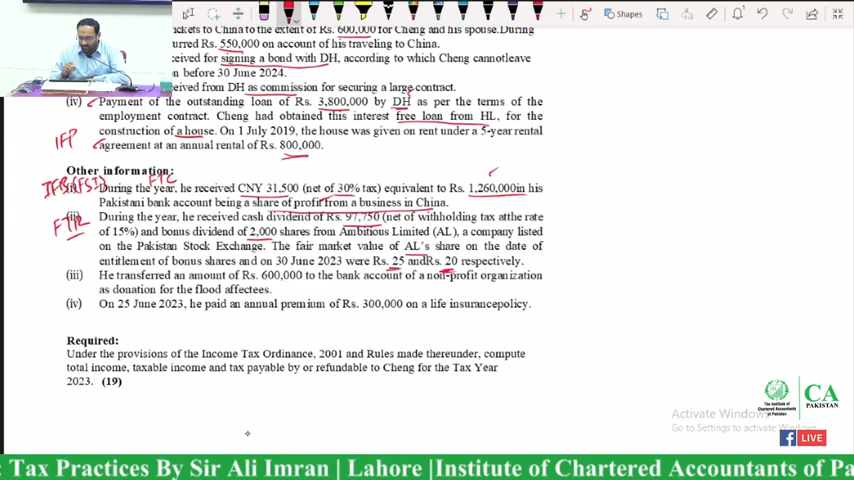 Shapes
ckets to China to the extent of Rs. 600,000 for Cheng and his spouse.During
urred Rs. 550,000 on account of his traveling to China.
ceived for signing a bond with DH, according to which Cheng cannotleave
on before 30 June 2024.
ceived from DH as commission for securing a large contract.
(iv) Payment of the outstanding loan of Rs. 3,800,000 by DH as per the terms of the
employment contract. Cheng had obtained this interest free loan from HL, for the
construction of a house. On 1 July 2019, the house was given on rent under a 5-year rental
IFP
agreement at an annual rental of Rs. 800,000.
Other information:
FTC
IFB (FSI)
During the year, he received CNY 31,500 (net of 30% tax) equivalent to Rs. 1,260,000in his
Pakistani bank account being a share of profit from a business in China.
(ii) During the year, he received cash dividend of Rs. 97,750 (net of withholding tax atthe rate
FTR
of 15%) and bonus dividend of 2,000 shares from Ambitious Limited (AL), a company listed
on the Pakistan Stock Exchange. The fair market value of AL's share on the date of
entitlement of bonus shares and on 30 June 2023 were Rs. 25 andRs. 20 respectively.
(iii) He transferred an amount of Rs. 600,000 to the bank account of a non-profit organization
as donation for the flood affectees.
(iv) On 25 June 2023, he paid an annual premium of Rs. 300,000 on a life insurancepolicy.
Required:
Under the provisions of the Income Tax Ordinance, 2001 and Rules made thereunder, compute
total income, taxable income and tax payable by or refundable to Cheng for the Tax Year
2023. (19)
The Institute of
Chartered Accountants
of Pakistan
CA
PAKISTAN
Activate Windows
Go to Settings to activate Windows.
LIVE
: Tax Practices By Sir Ali Imran | Lahore |Institute of Chartered Accountants of Pa